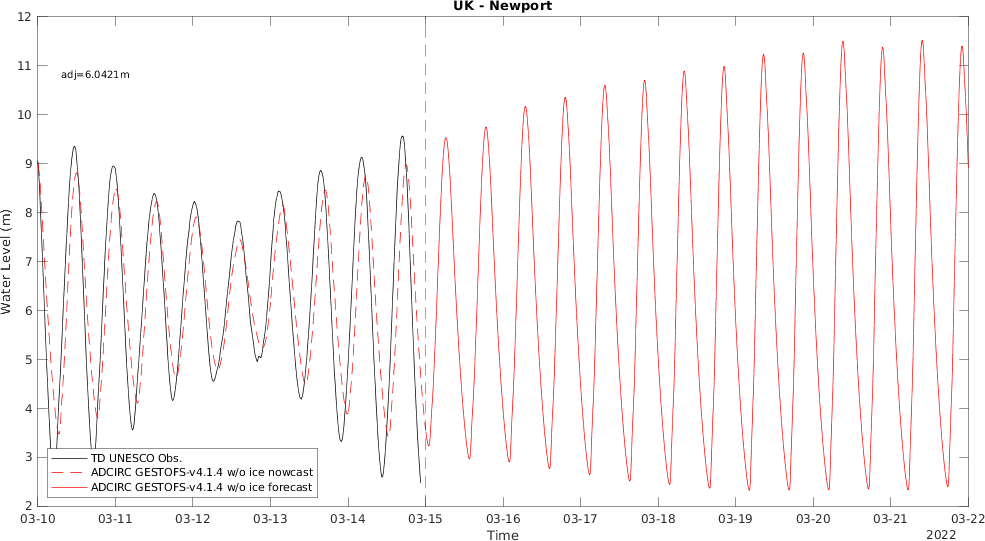 UK - Newport
12
11
10
9
8
7
6
5
4
3
2
Water Level (m)
adj=6.0421m
TD UNESCO Obs.
ADCIRC GESTOFS-v4.1.4 w/o ice nowcast
ADCIRC GESTOFS-v4.1.4 w/o ice forecast
03-10 03-11 03-12 03-13 03-14 03-15 03-16 03-17 03-18 03-19 03-20 03-21 03-22
Time
2022